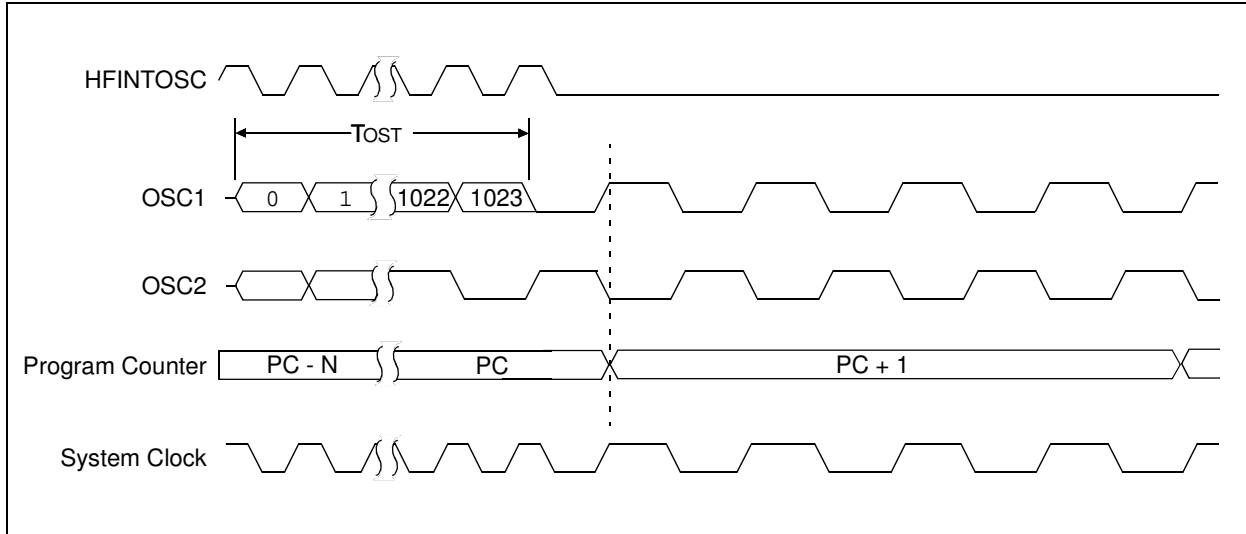 HFINTOSC
TOST
OSC1 0 1 1022 1023
OSC2
Program Counter PC - N PC PC + 1
System Clock